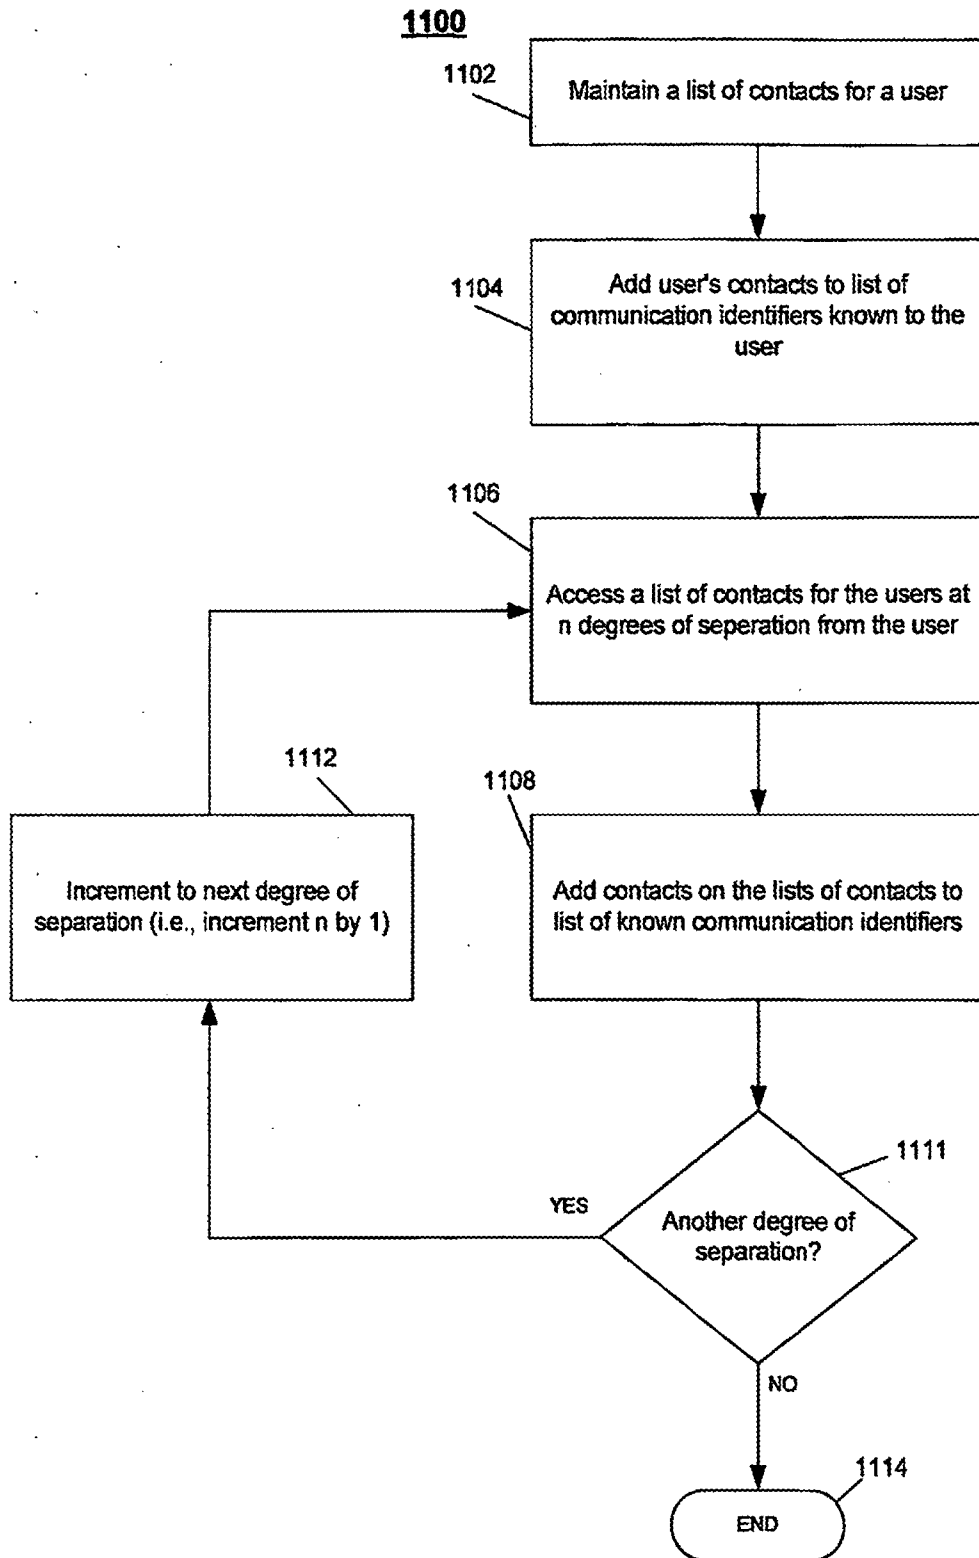 1100
1102
Maintain a list of contacts for a user
1104
Add user's contacts to list of
communication identifiers known to the
user
1106
Access a list of contacts for the users at
n degrees of seperation from the user
1112
1108
Increment to next degree of
separation (i.e., increment n by 1)
Add contacts on the lists of contacts to
list of known communication identifiers
1111
YES
Another degree of
separation?
NO
1114
END